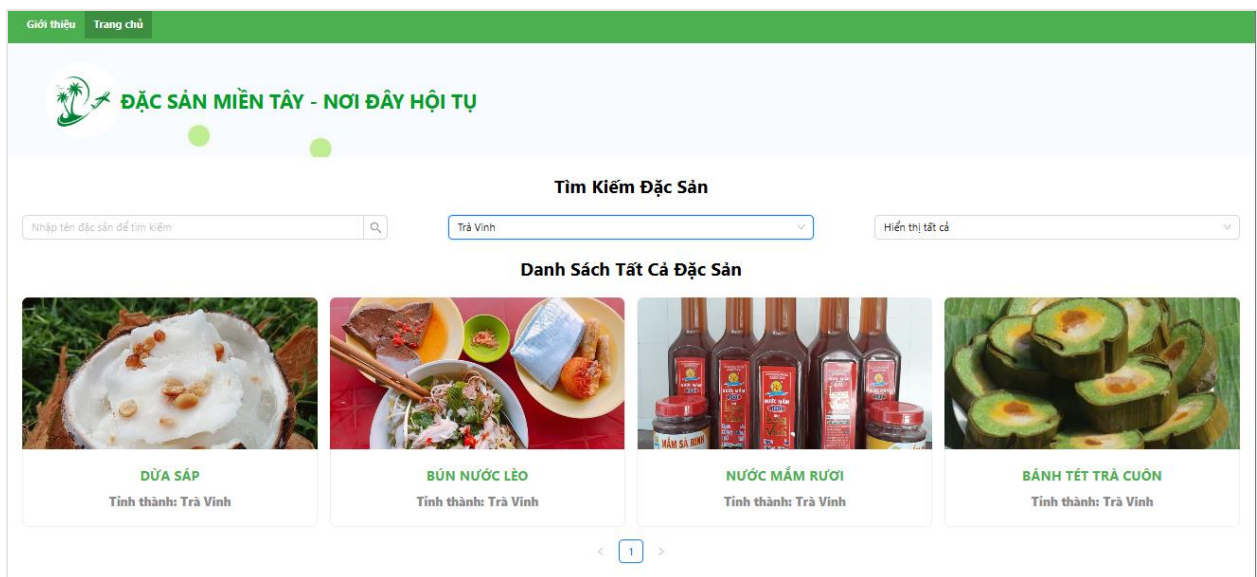 Giới thiệu Trang chủ
ĐẶC SẢN MIỀN TÂY - NƠI ĐÂY HỘI TỤ
Tìm Kiếm Đặc Sản
Nhập tên đặc sản để tìm kiếm
Trà Vinh
Hiển thị tất cả
Danh Sách Tất Cả Đặc Sản
MẮM SÀ RINH
DỪA SÁP
Tỉnh thành: Trà Vinh
BÚN NƯỚC LÈO
Tỉnh thành: Trà Vinh
NƯỚC MẮM RƯƠI
Tỉnh thành: Trà Vinh
BÁNH TÉT TRÀ CUÔN
Tỉnh thành: Trà Vinh
< 1 >